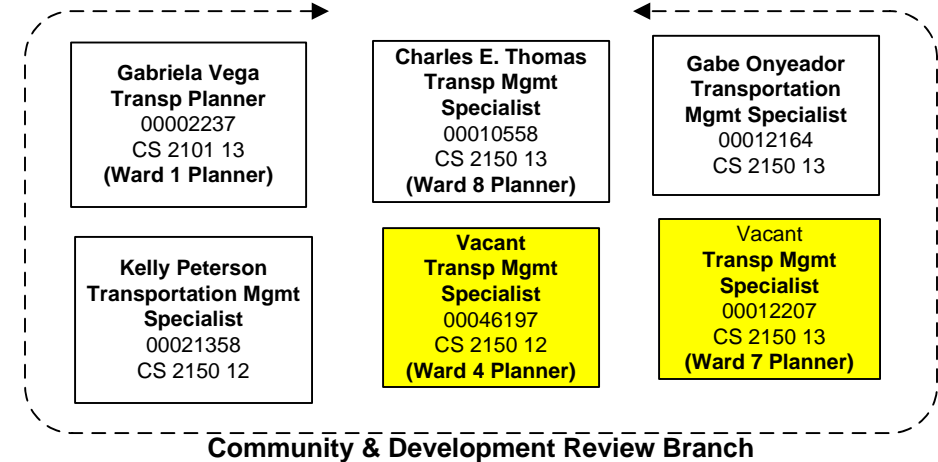 Gabriela Vega
Transp Planner
00002237
CS 2101 13
(Ward 1 Planner)
Charles E. Thomas
Transp Mgmt
Specialist
00010558
CS 2150 13
(Ward 8 Planner)
Gabe Onyeador
Transportation
Mgmt Specialist
00012164
CS 2150 13
Kelly Peterson
Transportation Mgmt
Specialist
00021358
CS 2150 12
Vacant
Transp Mgmt
Specialist
00046197
CS 2150 12
(Ward 4 Planner)
Vacant
Transp Mgmt
Specialist
00012207
CS 2150 13
(Ward 7 Planner)
Community & Development Review Branch